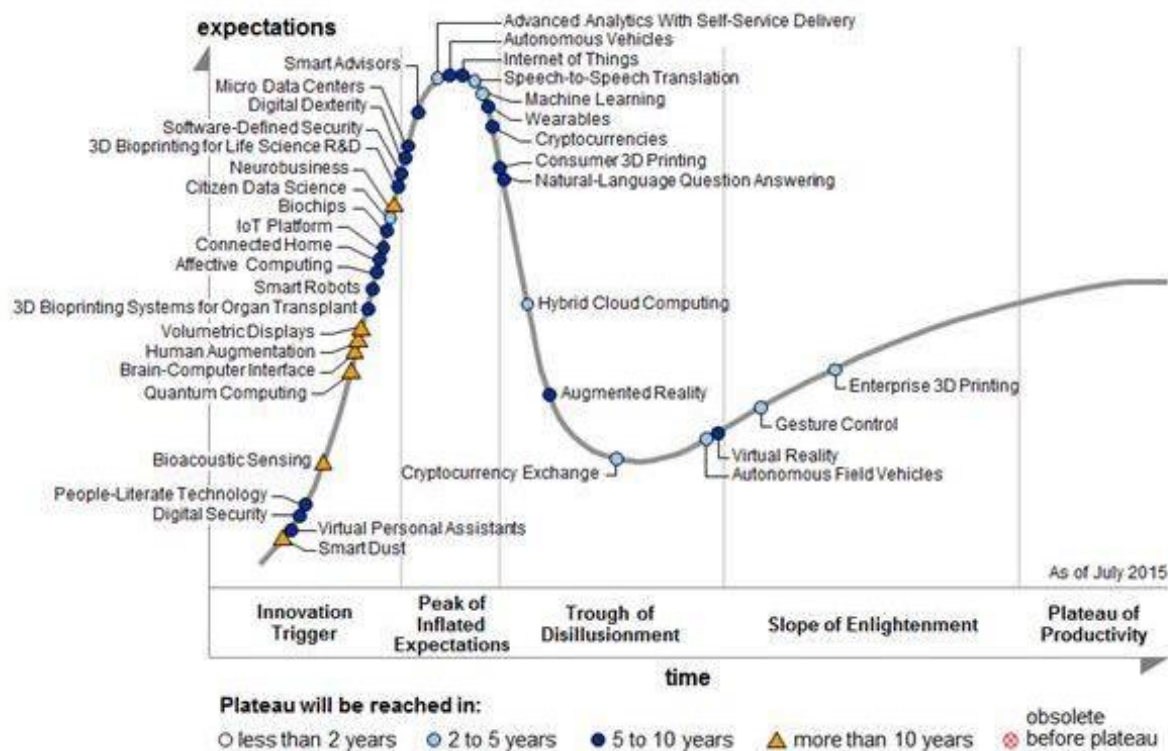 expectations
Advanced Analytics With Self-Service Delivery
Autonomous Vehicles
Internet of Things
Smart Advisors
Speech-to-Speech Translation
Micro Data Centers
Machine Learning
Digital Dexterity
Wearables
Software-Defined Security
Cryptocurrencies
3D Bioprinting for Life Science R&D
Consumer 3D Printing
Neurobusiness
Natural-Language Question Answering
Citizen Data Science
Biochips
IoT Platform
Connected Home
Affective Computing
Smart Robots
Hybrid Cloud Computing
3D Bioprinting Systems for Organ Transplant
Volumetric Displays
Human Augmentation
Brain-Computer Interface
Quantum Computing
Augmented Reality
Enterprise 3D Printing
Gesture Control
Virtual Reality
Autonomous Field Vehicles
Cryptocurrency Exchange
Bioacoustic Sensing
People-Literate Technology
Digital Security
Virtual Personal Assistants
Smart Dust
As of July 2015
Innovation
Trigger
Peak of
Inflated
Expectations
Trough of
Disillusionment
Slope of Enlightenment
Plateau of
Productivity
time
Plateau will be reached in:
less than 2 years
2 to 5 years
5 to 10 years
more than 10 years
obsolete
before plateau